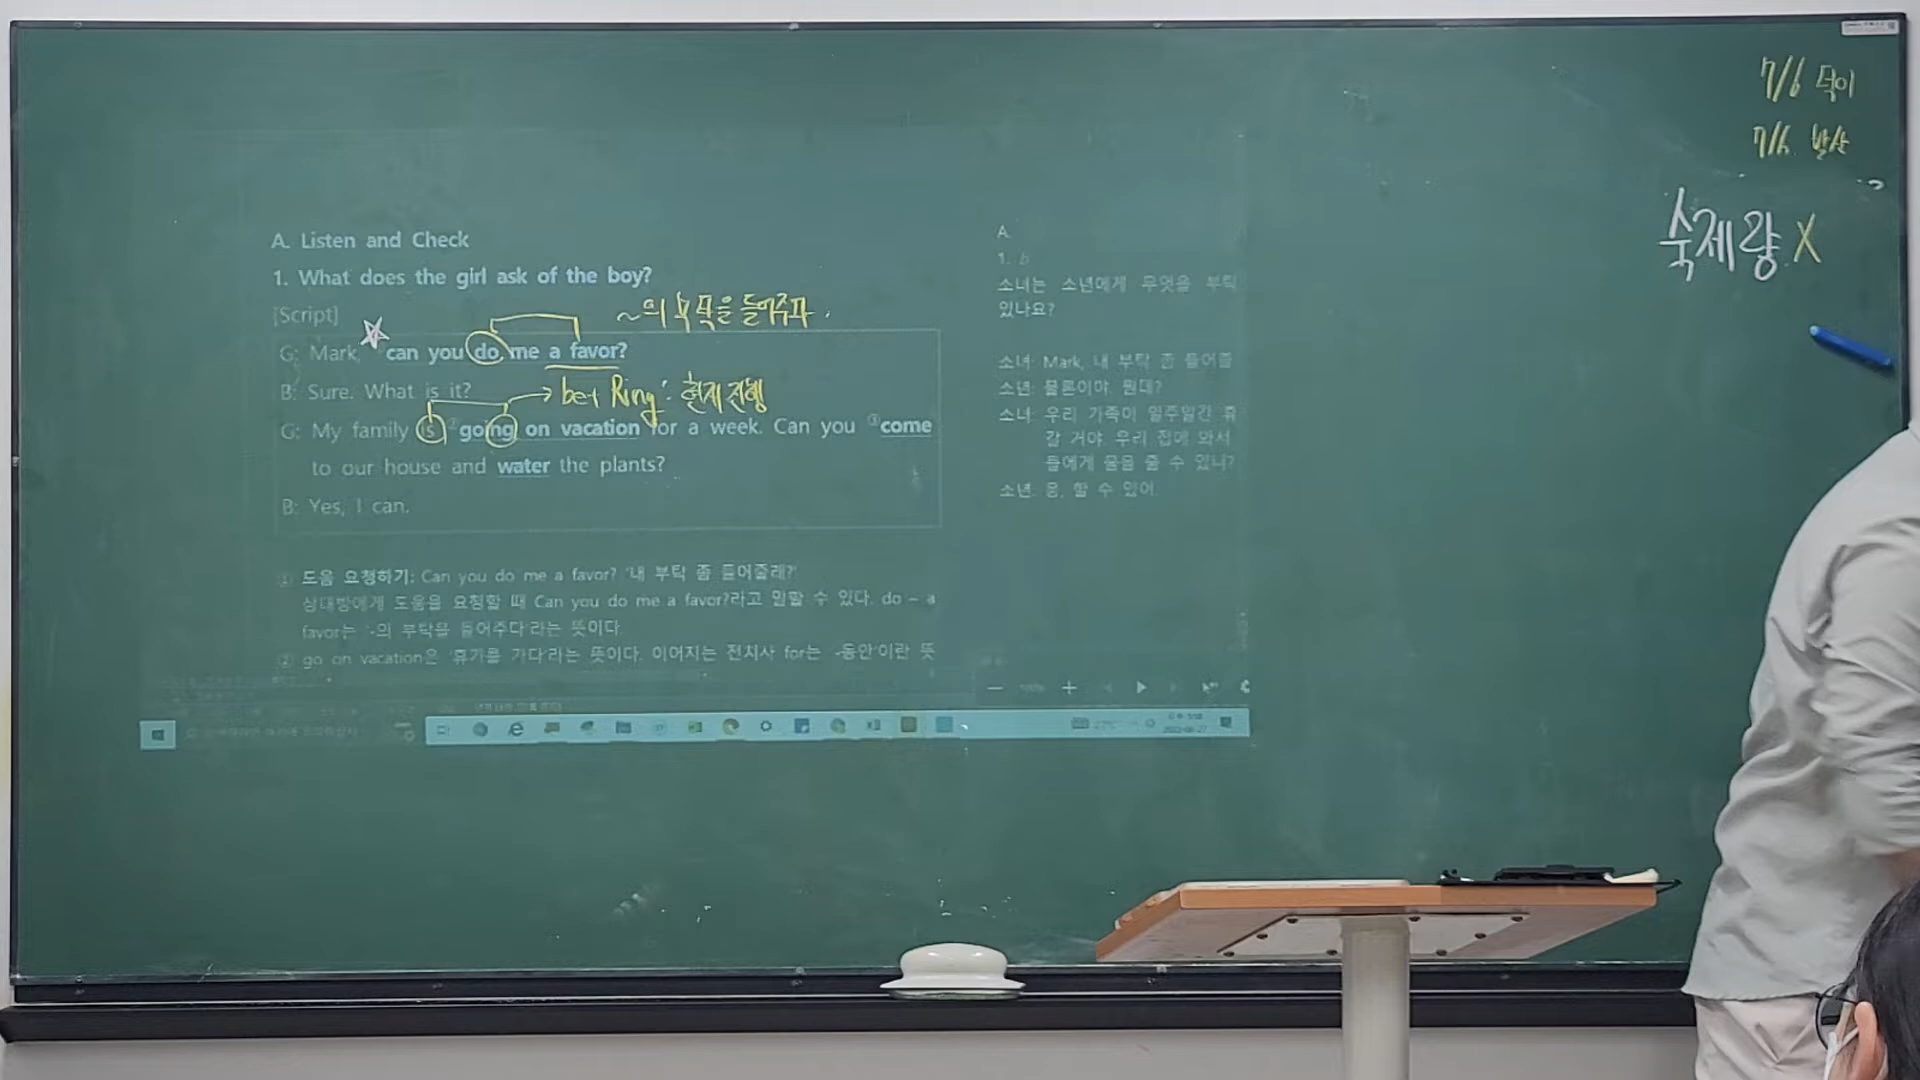 7/6 덕이
7/6 발산
숙제량 X
A. Listen and Check
1. What does the girl ask of the boy?
[Script]
~의 부탁을 들어주다.
G: Mark, can you do me a favor?
B: Sure. What is it?
be+ Ring: 현재진행
G: My family is ②going on vacation for a week. Can you ③come
to our house and water the plants?
B: Yes, I can.
① 도움 요청하기: Can you do me a favor? '내 부탁 좀 들어줄래?'
상대방에게 도움을 요청할 때 Can you do me a favor?라고 말할 수 있다. do ~ a
favor는 '~의 부탁을 들어주다'라는 뜻이다.
② go on vacation은 '휴가를 가다'라는 뜻이다. 이어지는 전치사 for는 '~동안'이란 뜻
A.
1. B
소녀는 소년에게 무엇을 부탁
있나요?
소녀: Mark, 내 부탁 좀 들어줄
소년: 물론이야. 뭔데?
소녀: 우리 가족이 일주일간 휴
갈 거야. 우리 집에 와서
들에게 물을 줄 수 있니?
소년: 응, 할 수 있어.